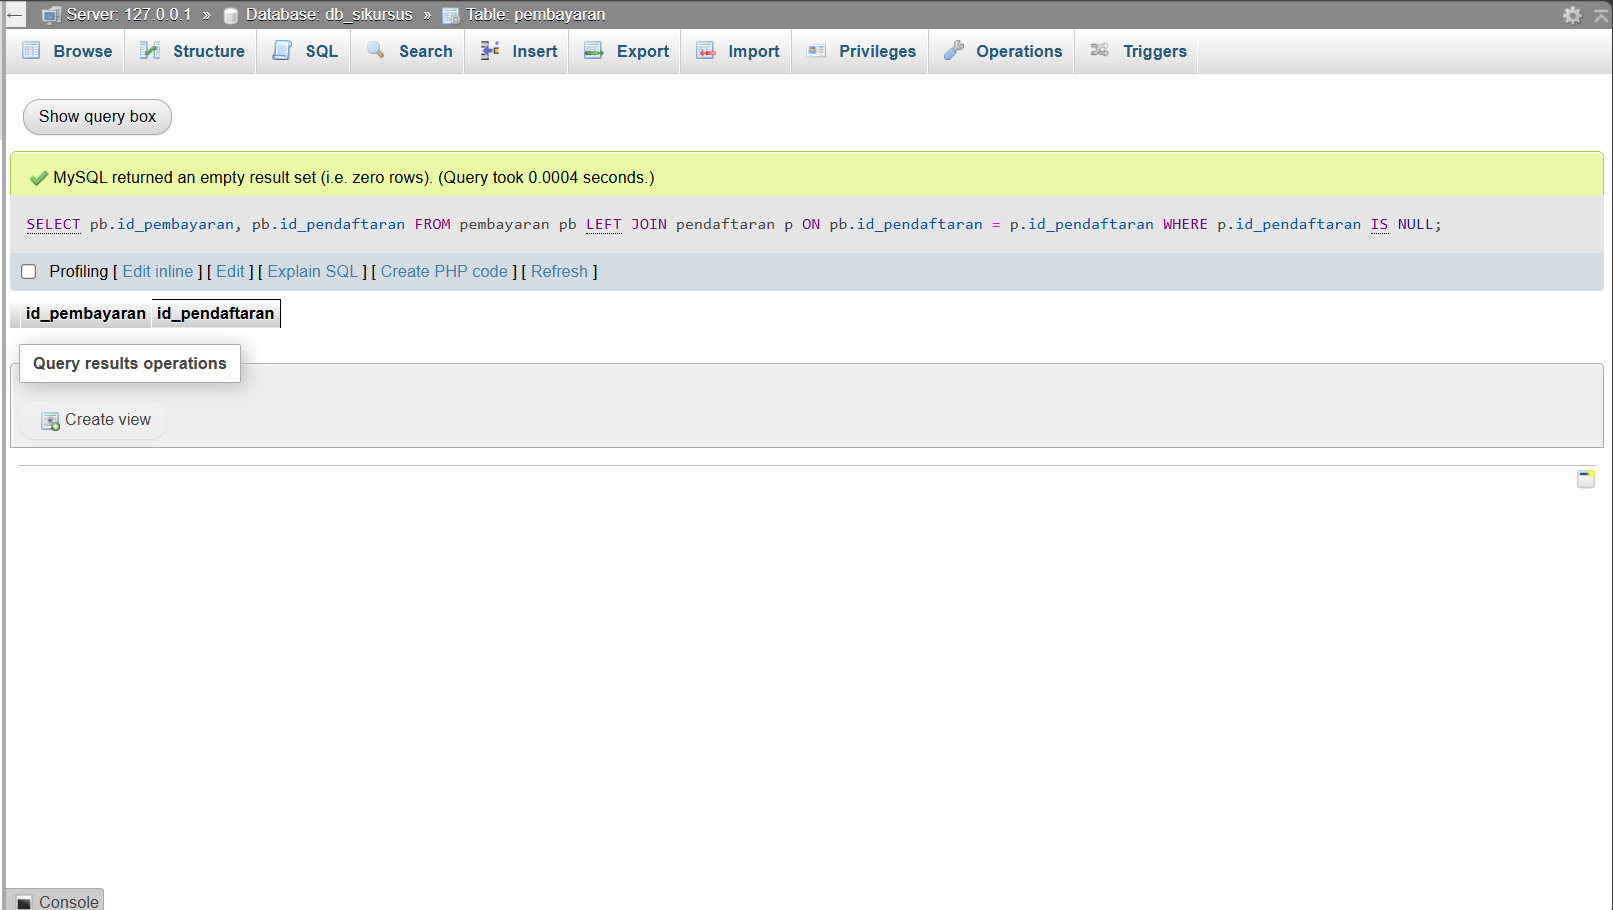 Server: 127.0.0.1 » Database: db_sikursus » Table: pembayaran
Browse Structure SQL Search Insert Export Import Privileges Operations Triggers
Show query box
MySQL returned an empty result set (i.e. zero rows). (Query took 0.0004 seconds.)
SELECT pb.id_pembayaran, pb.id_pendaftaran FROM pembayaran pb LEFT JOIN pendaftaran p ON pb.id_pendaftaran = p.id_pendaftaran WHERE p.id_pendaftaran IS NULL;
Profiling [ Edit inline ] [ Edit ] [ Explain SQL ] [ Create PHP code ] [ Refresh ]
id_pembayaran id_pendaftaran
Query results operations
Create view
Console